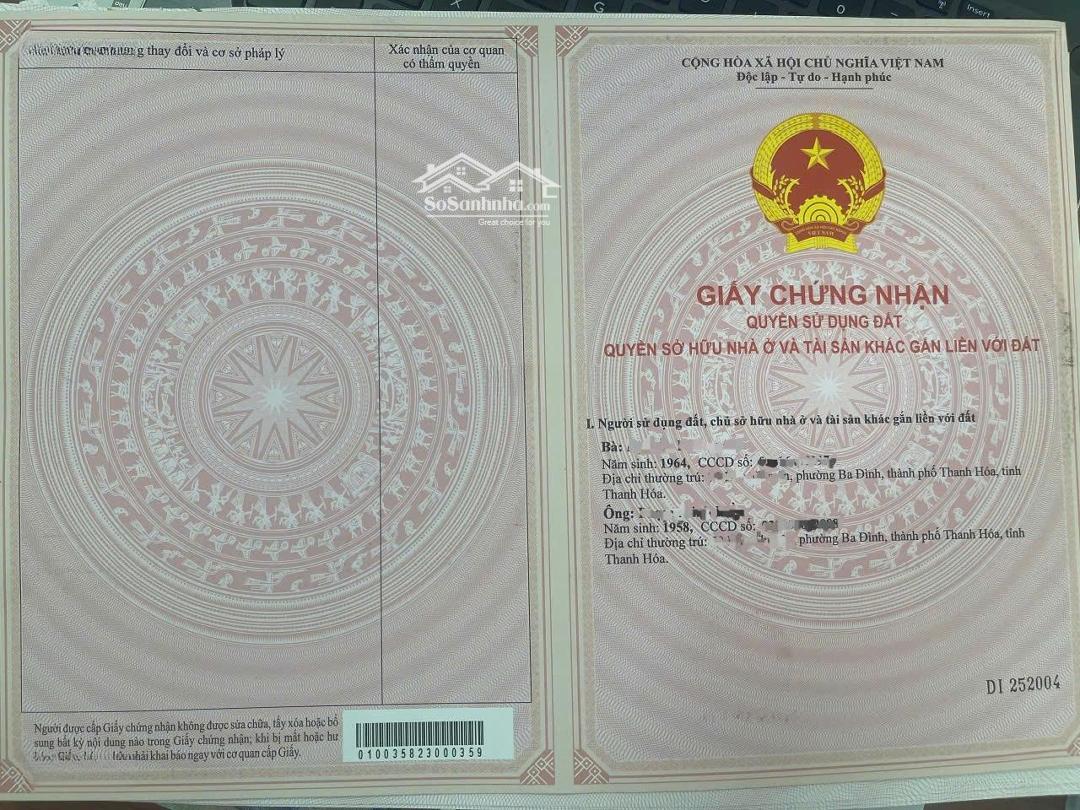 Insert
thay đổi và cơ sở pháp lý
Xác nhận của cơ quan
có thẩm quyền
SoSanhnha.com
Great choice for you
Người được cấp Giấy chứng nhận không được sửa chữa, tẩy xóa hoặc bổ
sung bất kỳ nội dung nào trong Giấy chứng nhận; khi bị mất hoặc hư
phải khai báo ngay với cơ quan cấp Giấy.
010035823000359
CỘNG HÒA XÃ HỘI CHỦ NGHĨA VIỆT NAM
Độc lập - Tự do - Hạnh phúc
VIỆT NAM
GIẤY CHỨNG NHẬN
QUYỀN SỬ DỤNG ĐẤT
QUYỀN SỞ HỮU NHÀ Ở VÀ TÀI SẢN KHÁC GẮN LIỀN VỚI ĐẤT
I. Người sử dụng đất, chủ sở hữu nhà ở và tài sản khác gắn liền với đất
Bà:
Năm sinh: 1964, CCCD số:
Địa chỉ thường trú: phường Ba Đình, thành phố Thanh Hóa, tỉnh
Thanh Hóa.
Ông:
Năm sinh: 1958, CCCD số:
Địa chỉ thường trú: phường Ba Đình, thành phố Thanh Hóa, tỉnh
Thanh Hóa.
DI 252004